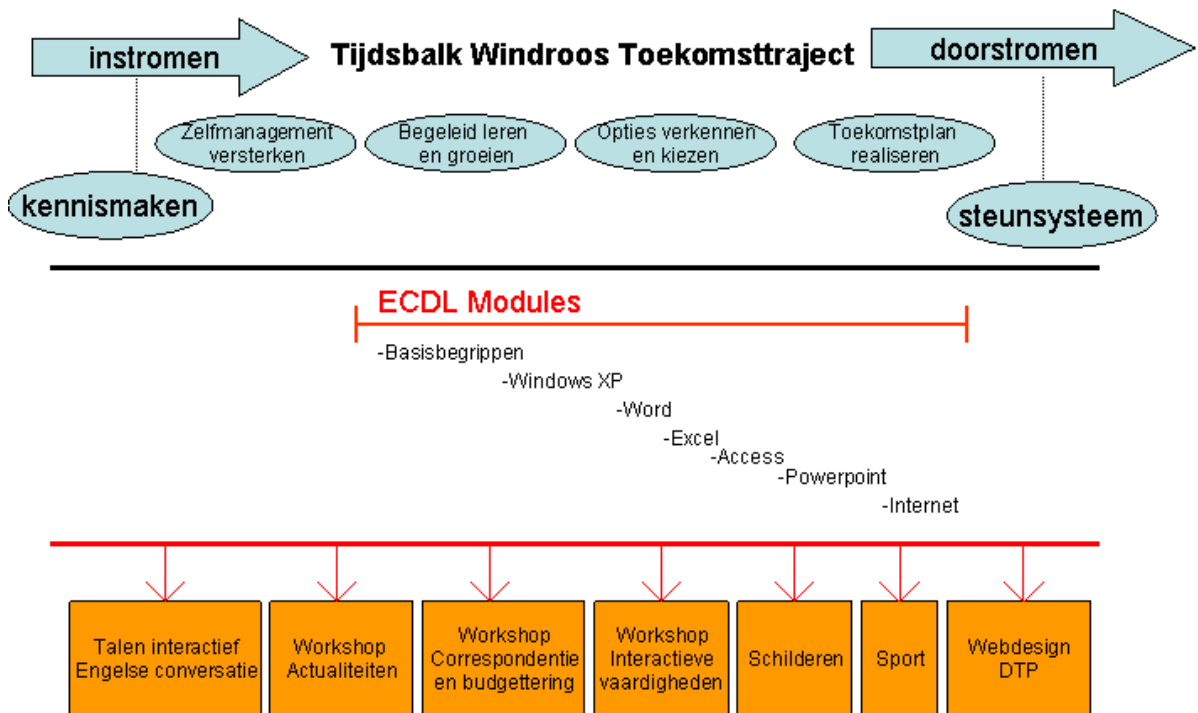 instromen
Tijdsbalk Windroos Toekomsttraject
doorstromen
Zelfmanagement
versterken
Begeleid leren
en groeien
Opties verkennen
en kiezen
Toekomstplan
realiseren
kennismaken
steunsysteem
ECDL Modules
-Basisbegrippen
-Windows XP
-Word
-Excel
-Access
-Powerpoint
-Internet
Talen interactief
Engelse conversatie
Workshop
Actualiteiten
Workshop
Correspondentie
en budgettering
Workshop
Interactieve
vaardigheden
Schilderen
Sport
Webdesign
DTP